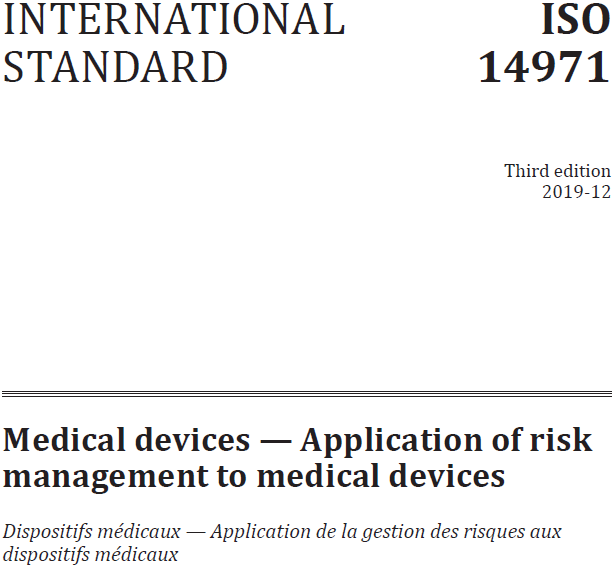 INTERNATIONAL
STANDARD
ISO
14971
Third edition
2019-12
Medical devices — Application of risk
management to medical devices
Dispositifs médicaux — Application de la gestion des risques aux
dispositifs médicaux